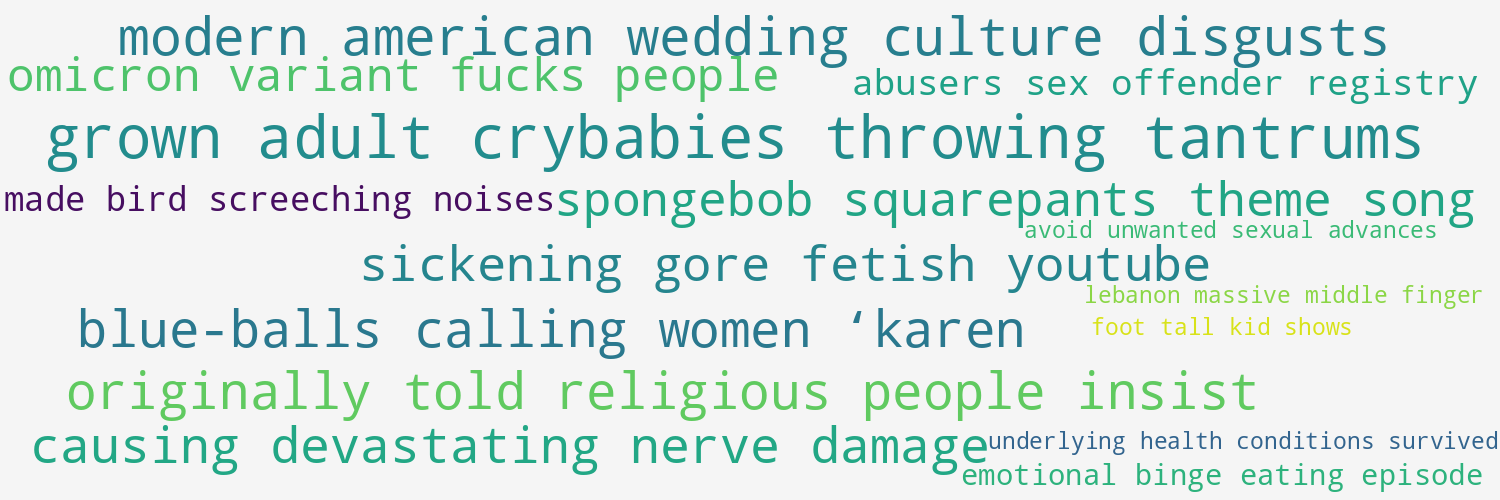 modern american wedding culture disgusts
omicron variant fucks people
abusers sex offender registry
grown adult crybabies throwing tantrums
made bird screeching noises
spongebob squarepants theme song
avoid unwanted sexual advances
sickening gore fetish youtube
lebanon massive middle finger
blue-balls calling women ‘karen
foot tall kid shows
originally told religious people insist
causing devastating nerve damage
underlying health conditions survived
emotional binge eating episode